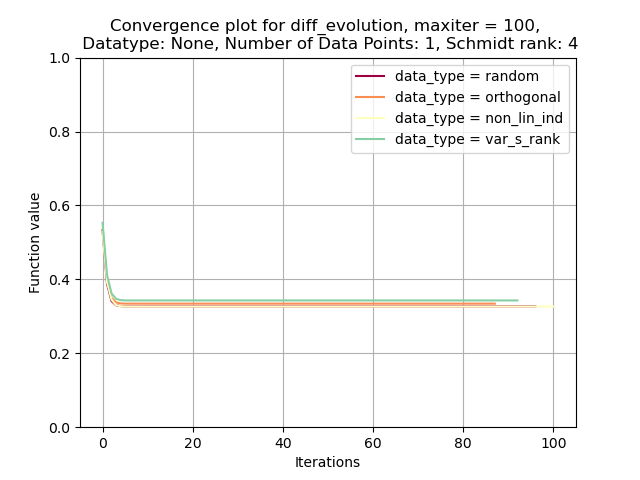 Convergence plot for diff_evolution, maxiter = 100,
Datatype: None, Number of Data Points: 1, Schmidt rank: 4
1.0
0.8
0.6
0.4
0.2
0.0
Function value
data_type = random
data_type = orthogonal
data_type = non_lin_ind
data_type = var_s_rank
0 20 40 60 80 100
Iterations